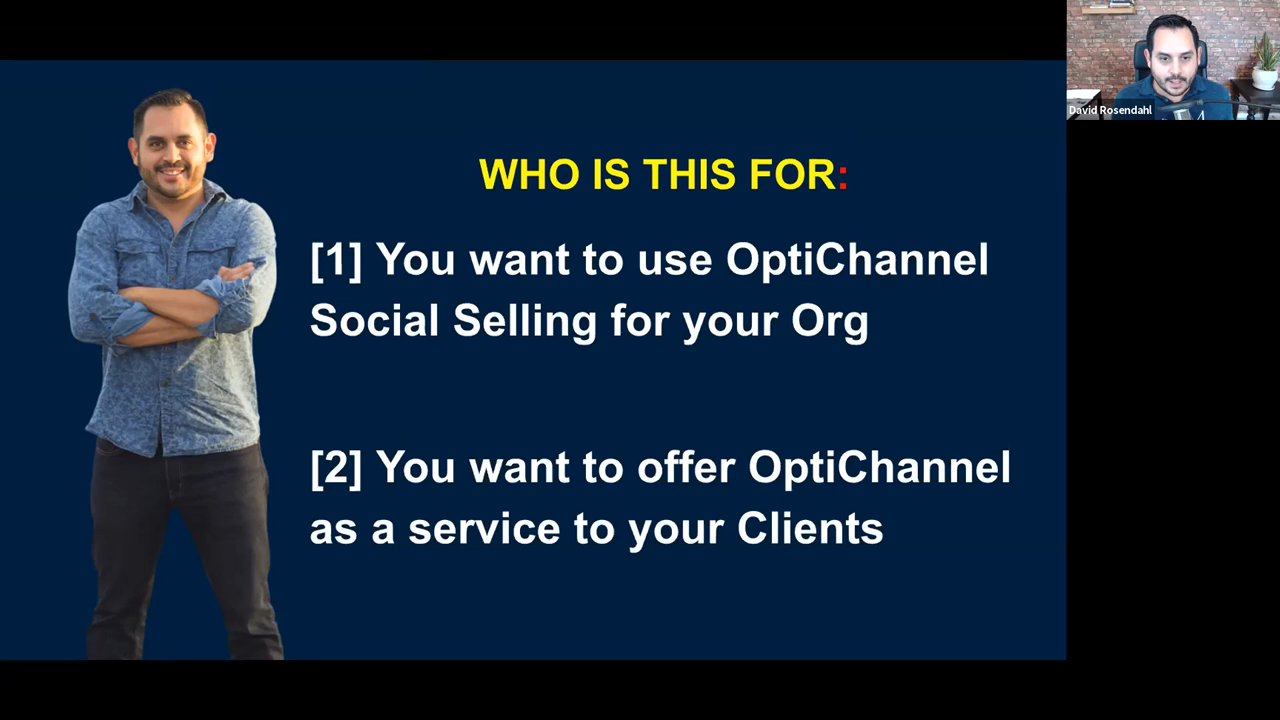 WHO IS THIS FOR:
[1] You want to use OptiChannel
Social Selling for your Org
[2] You want to offer OptiChannel
as a service to your Clients
David Rosendahl